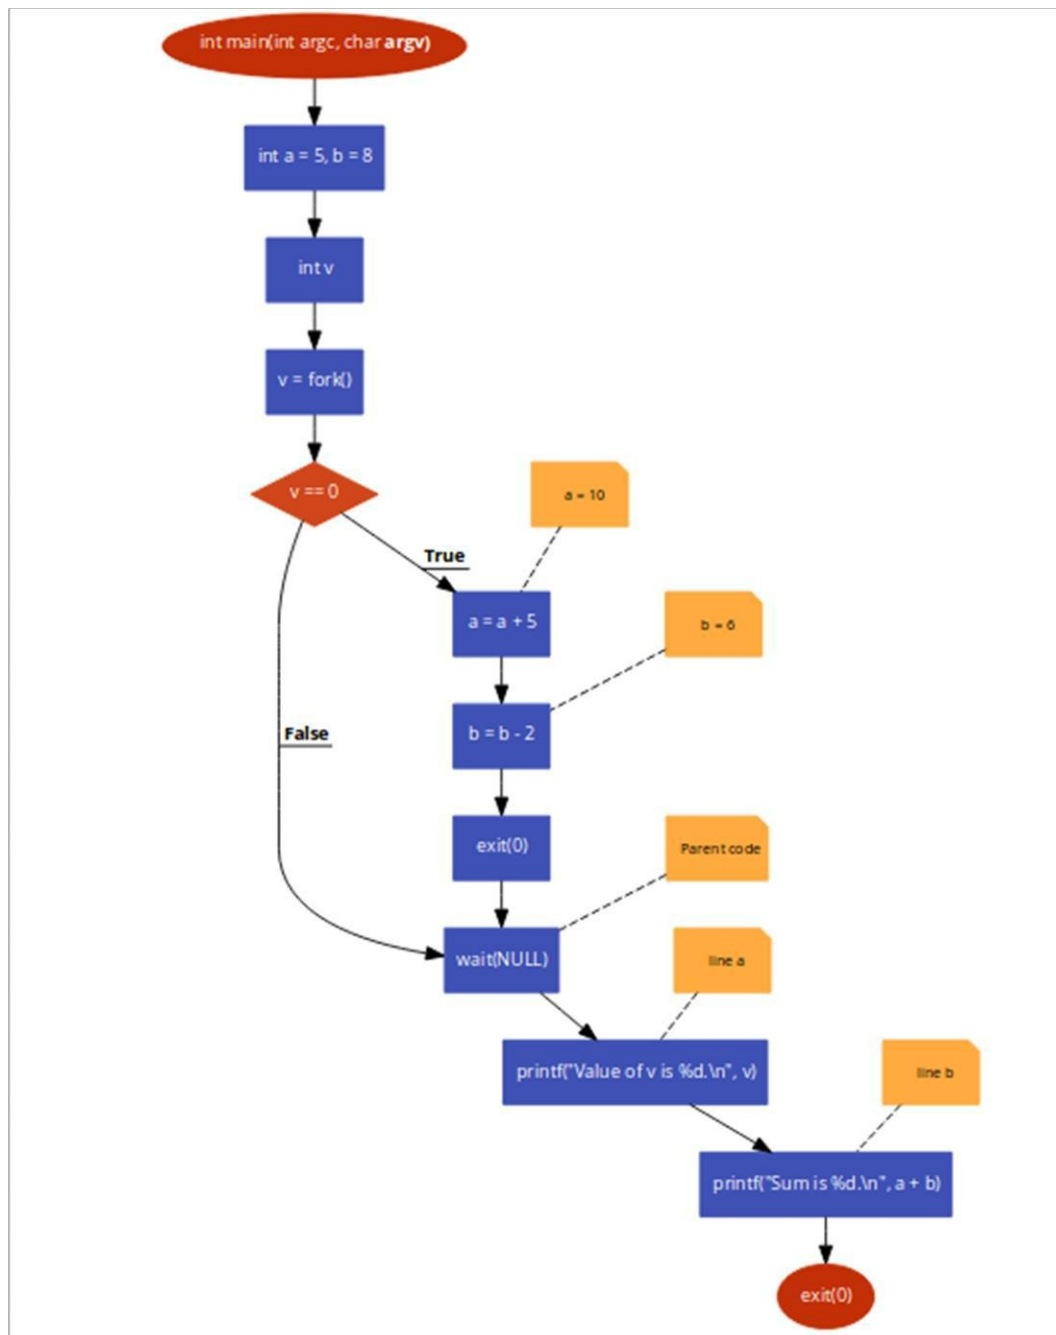 int main(int argc, char argv)
int a = 5, b = 8
int v
v = fork()
v == 0
a = 10
True
a = a + 5
b = 6
b = b - 2
False
exit(0)
Parent code
wait(NULL)
line a
printf("Value of v is %d.\n", v)
line b
printf("Sum is %d.\n", a + b)
exit(0)